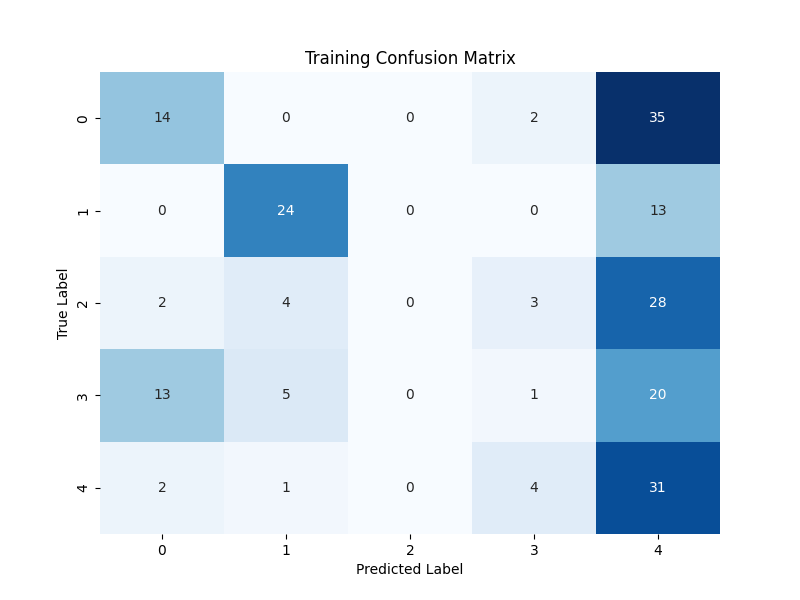 Training Confusion Matrix
True Label
0 14 0 0 2 35
1 0 24 0 0 13
2 2 4 0 3 28
3 13 5 0 1 20
4 2 1 0 4 31
0 1 2 3 4
Predicted Label